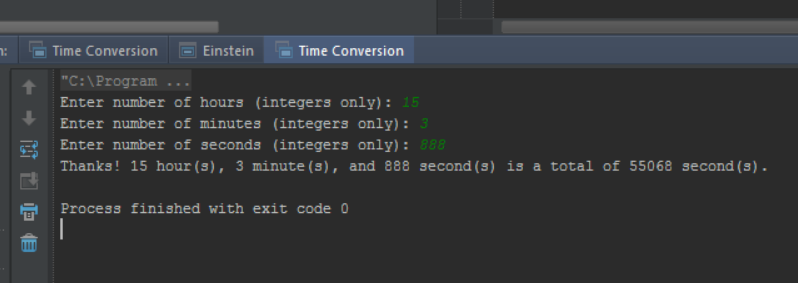 n: Time Conversion Einstein Time Conversion
"C:\Program ...
Enter number of hours (integers only): 15
Enter number of minutes (integers only): 3
Enter number of seconds (integers only): 888
Thanks! 15 hour(s), 3 minute(s), and 888 second(s) is a total of 55068 second(s).
Process finished with exit code 0